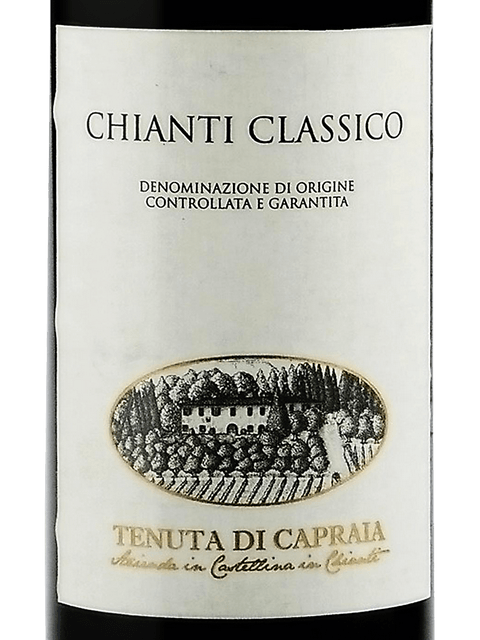 CHIANTI CLASSICO
DENOMINAZIONE DI ORIGINE
CONTROLLATA E GARANTITA
TENUTA DI CAPRAIA
Azienda in Castellina in Chianti